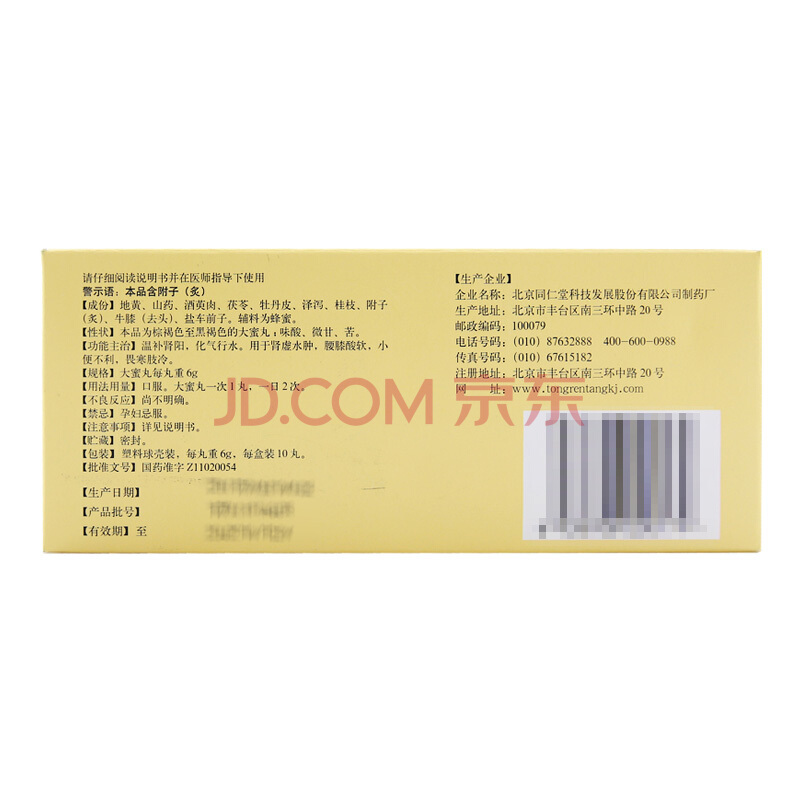 请仔细阅读说明书并在医师指导下使用
警示语：本品含附子（炙）
【成份】地黄、山药、酒萸肉、茯苓、牡丹皮、泽泻、桂枝、附子
（炙）、牛膝（去头）、盐车前子。辅料为蜂蜜。
【性状】本品为棕褐色至黑褐色的大蜜丸；味酸、微甘、苦。
【功能主治】温补肾阳，化气行水。用于肾虚水肿，腰膝酸软，小
便不利，畏寒肢冷。
【规格】大蜜丸每丸重6g
【用法用量】口服。大蜜丸一次1丸，一日2次。
【不良反应】尚不明确。
【禁忌】孕妇忌服。
【注意事项】详见说明书。
【贮藏】密封。
【包装】塑料球壳装，每丸重6g，每盒装10丸。
【批准文号】国药准字Z11020054
【生产日期】
【产品批号】
【有效期】至
【生产企业】
企业名称：北京同仁堂科技发展股份有限公司制药厂
生产地址：北京市丰台区南三环中路20号
邮政编码：100079
电话号码：(010) 87632888 400-600-0988
传真号码：(010) 67615182
注册地址：北京市丰台区南三环中路20号
网 址：www.tongrentangkj.com
JD.COM 京东